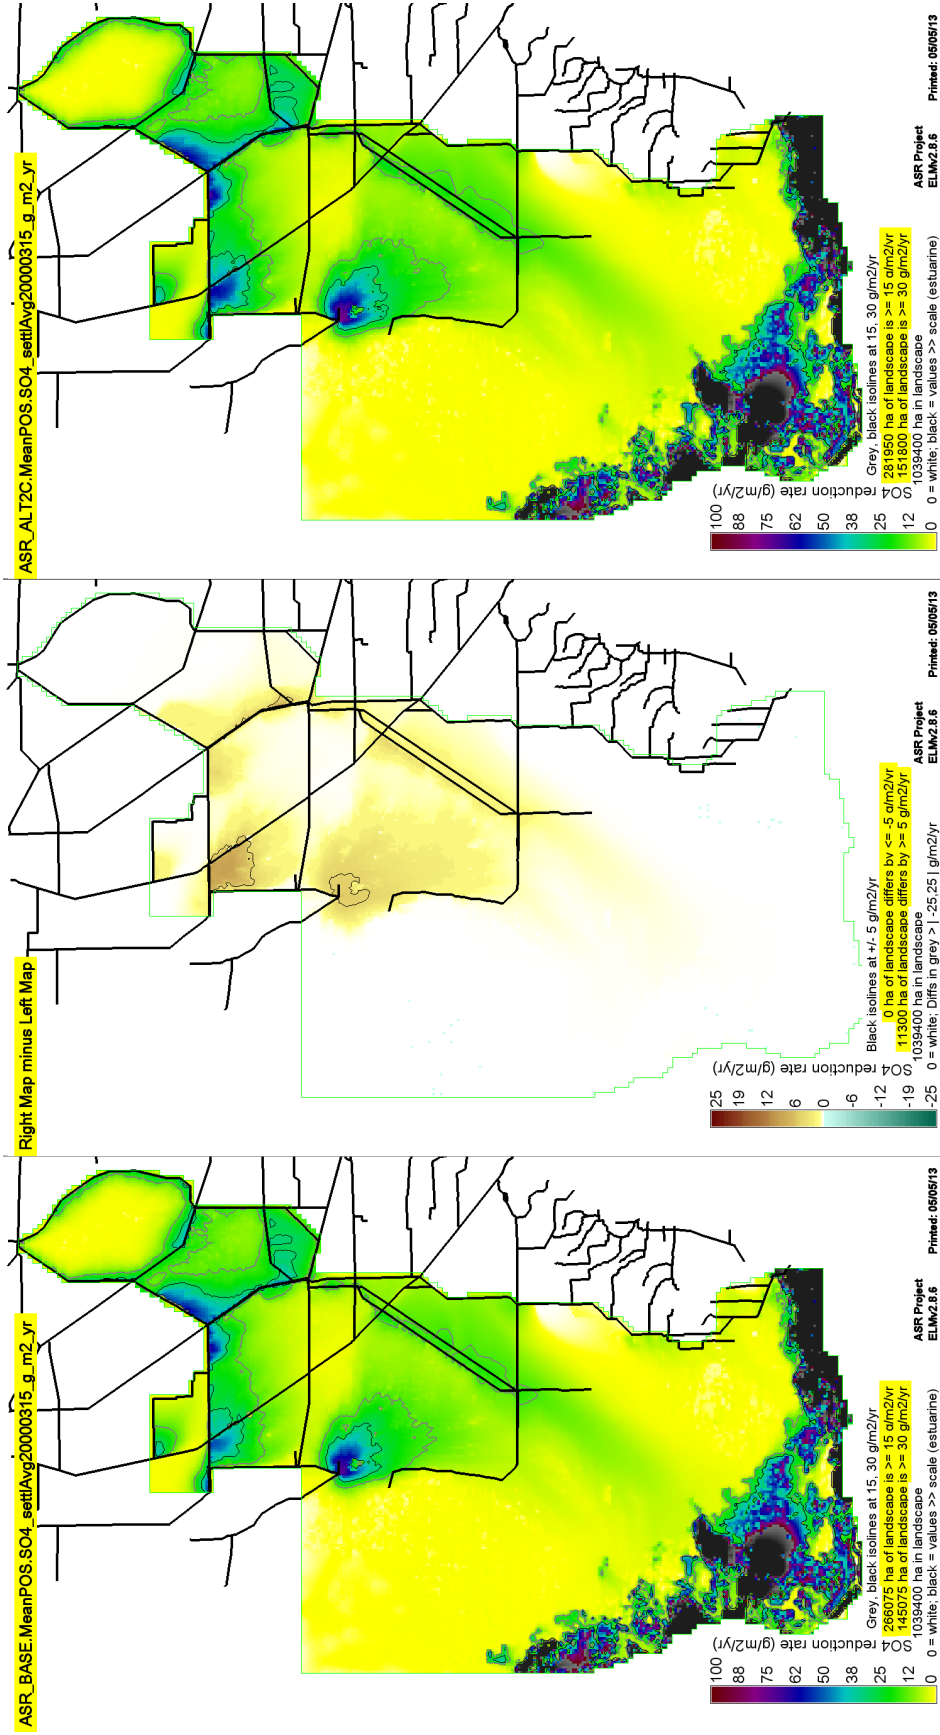 ASR_BASE.MeanPOS.SO4_settlAvg20000315_g_m2_yr
100
88
75
62
50
38
25
12
0
SO4 reduction rate (g/m2/yr)
Grey, black isolines at 15, 30 g/m2/yr
266075 ha of landscape is >= 15 g/m2/yr
145075 ha of landscape is >= 30 g/m2/yr
1039400 ha in landscape
0 = white; black = values >> scale (estuarine)
ASR Project
ELMv2.8.6
Printed: 05/05/13
Right Map minus Left Map
25
19
12
6
0
-6
-12
-19
-25
SO4 reduction rate (g/m2/yr)
Black isolines at +/- 5 g/m2/yr
0 ha of landscape differs by <= -5 g/m2/yr
11300 ha of landscape differs by >= 5 g/m2/yr
1039400 ha in landscape
0 = white; Diffs in grey > | -25,25 | g/m2/yr
ASR Project
ELMv2.8.6
Printed: 05/05/13
ASR_ALT2C.MeanPOS.SO4_settlAvg20000315_g_m2_yr
100
88
75
62
50
38
25
12
0
SO4 reduction rate (g/m2/yr)
Grey, black isolines at 15, 30 g/m2/yr
281950 ha of landscape is >= 15 g/m2/yr
151800 ha of landscape is >= 30 g/m2/yr
1039400 ha in landscape
0 = white; black = values >> scale (estuarine)
ASR Project
ELMv2.8.6
Printed: 05/05/13